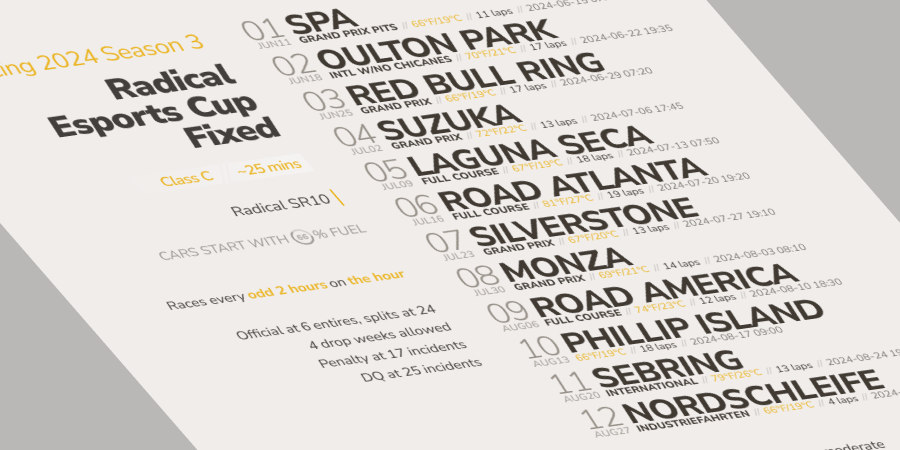 ing 2024 Season 3
Radical
Esports Cup
Fixed
Class C
~25 mins
Radical SR10
CARS START WITH 66 % FUEL
Races every odd 2 hours on the hour
Official at 6 entires, splits at 24
4 drop weeks allowed
Penalty at 17 incidents
DQ at 25 incidents
01 SPA
JUN11 GRAND PRIX PITS // 66°F/19°C // 11 laps //
02 OULTON PARK
JUN18 INTL W/NO CHICANES // 70°F/21°C // 17 laps // 2024-06-22 19:35
03 RED BULL RING
JUN25 GRAND PRIX // 66°F/19°C // 17 laps // 2024-06-29 07:20
04 SUZUKA
JUL02 GRAND PRIX // 72°F/22°C // 13 laps // 2024-07-06 17:45
05 LAGUNA SECA
JUL09 FULL COURSE // 67°F/19°C // 18 laps // 2024-07-13 07:50
06 ROAD ATLANTA
JUL16 FULL COURSE // 81°F/27°C // 19 laps // 2024-07-20 19:20
07 SILVERSTONE
JUL23 GRAND PRIX // 67°F/20°C // 13 laps // 2024-07-27 19:10
08 MONZA
JUL30 GRAND PRIX // 69°F/21°C // 14 laps // 2024-08-03 08:10
09 ROAD AMERICA
AUG06 FULL COURSE // 74°F/23°C // 12 laps // 2024-08-10 18:30
10 PHILLIP ISLAND
AUG13 66°F/19°C // 18 laps // 2024-08-17 09:00
11 SEBRING
AUG20 INTERNATIONAL // 79°F/26°C // 13 laps // 2024-08-24
12 NORDSCHLEIFE
AUG27 INDUSTRIEFAHRTEN // 66°F/19°C // 4 laps // 2024-
moderate